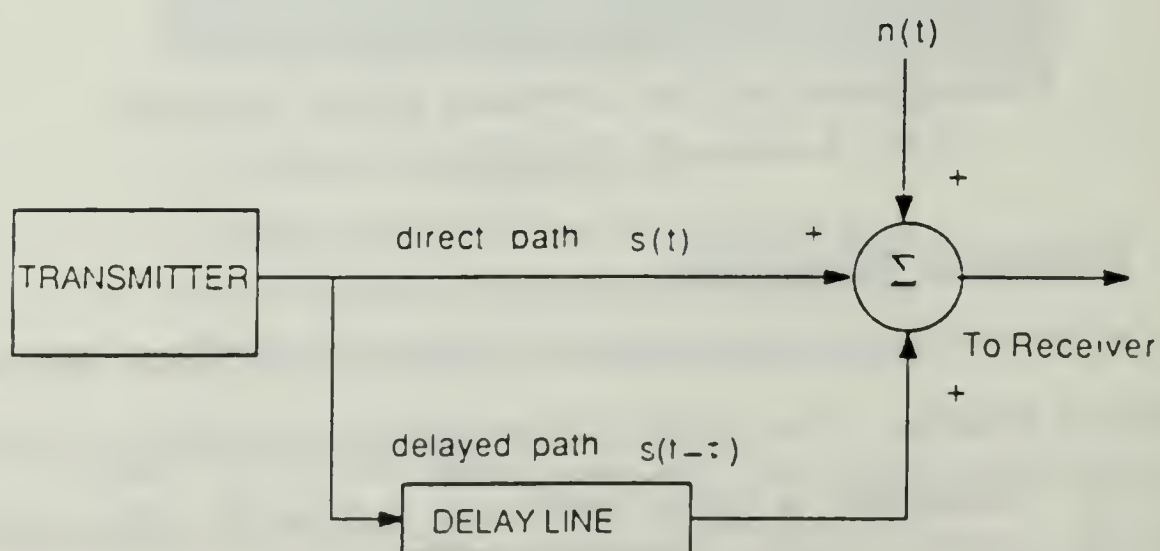 n(t)
+
direct path s(t) +
TRANSMITTER
Σ
To Receiver
+
delayed path s(t-τ)
DELAY LINE